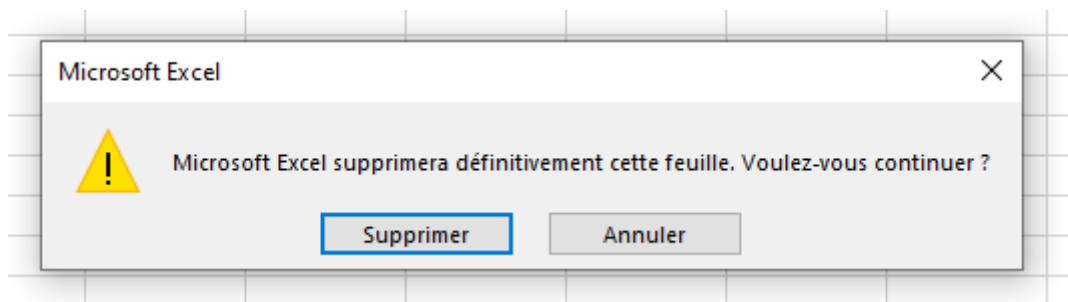 Microsoft Excel
Microsoft Excel supprimera définitivement cette feuille. Voulez-vous continuer ?
Supprimer
Annuler